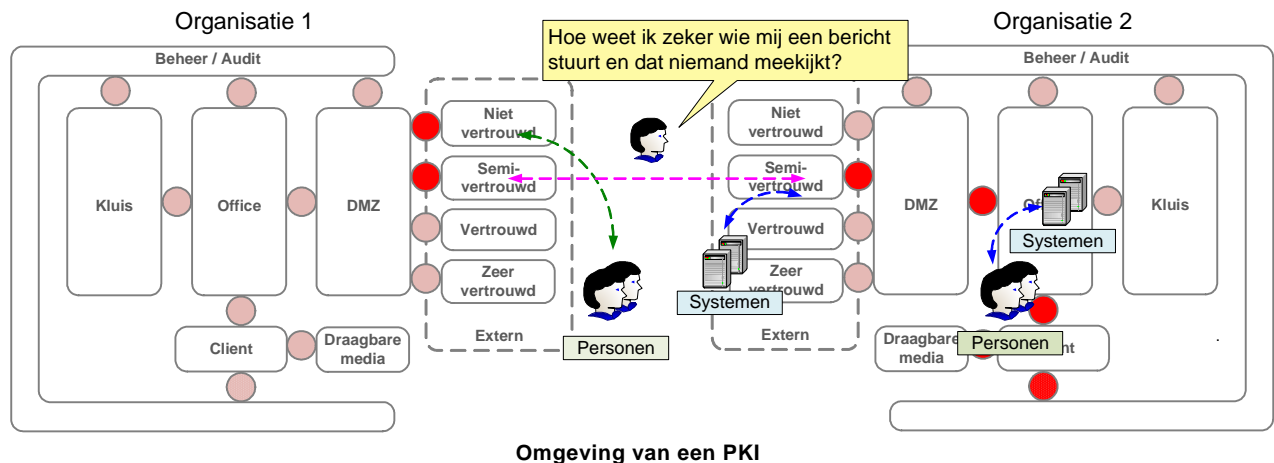 Organisatie 1
Organisatie 2
Hoe weet ik zeker wie mij een bericht
stuurt en dat niemand meekijkt?
Beheer / Audit
Beheer / Audit
Niet
vertrouwd
Semi-
vertrouwd
Vertrouwd
Zeer
vertrouwd
Extern
Kluis
Office
DMZ
Client
Draagbare
media
Personen
Niet
vertrouwd
Semi-
vertrouwd
Vertrouwd
Zeer
vertrouwd
Extern
Systemen
DMZ
Kluis
Systemen
Draagbare
media
Personen
Omgeving van een PKI